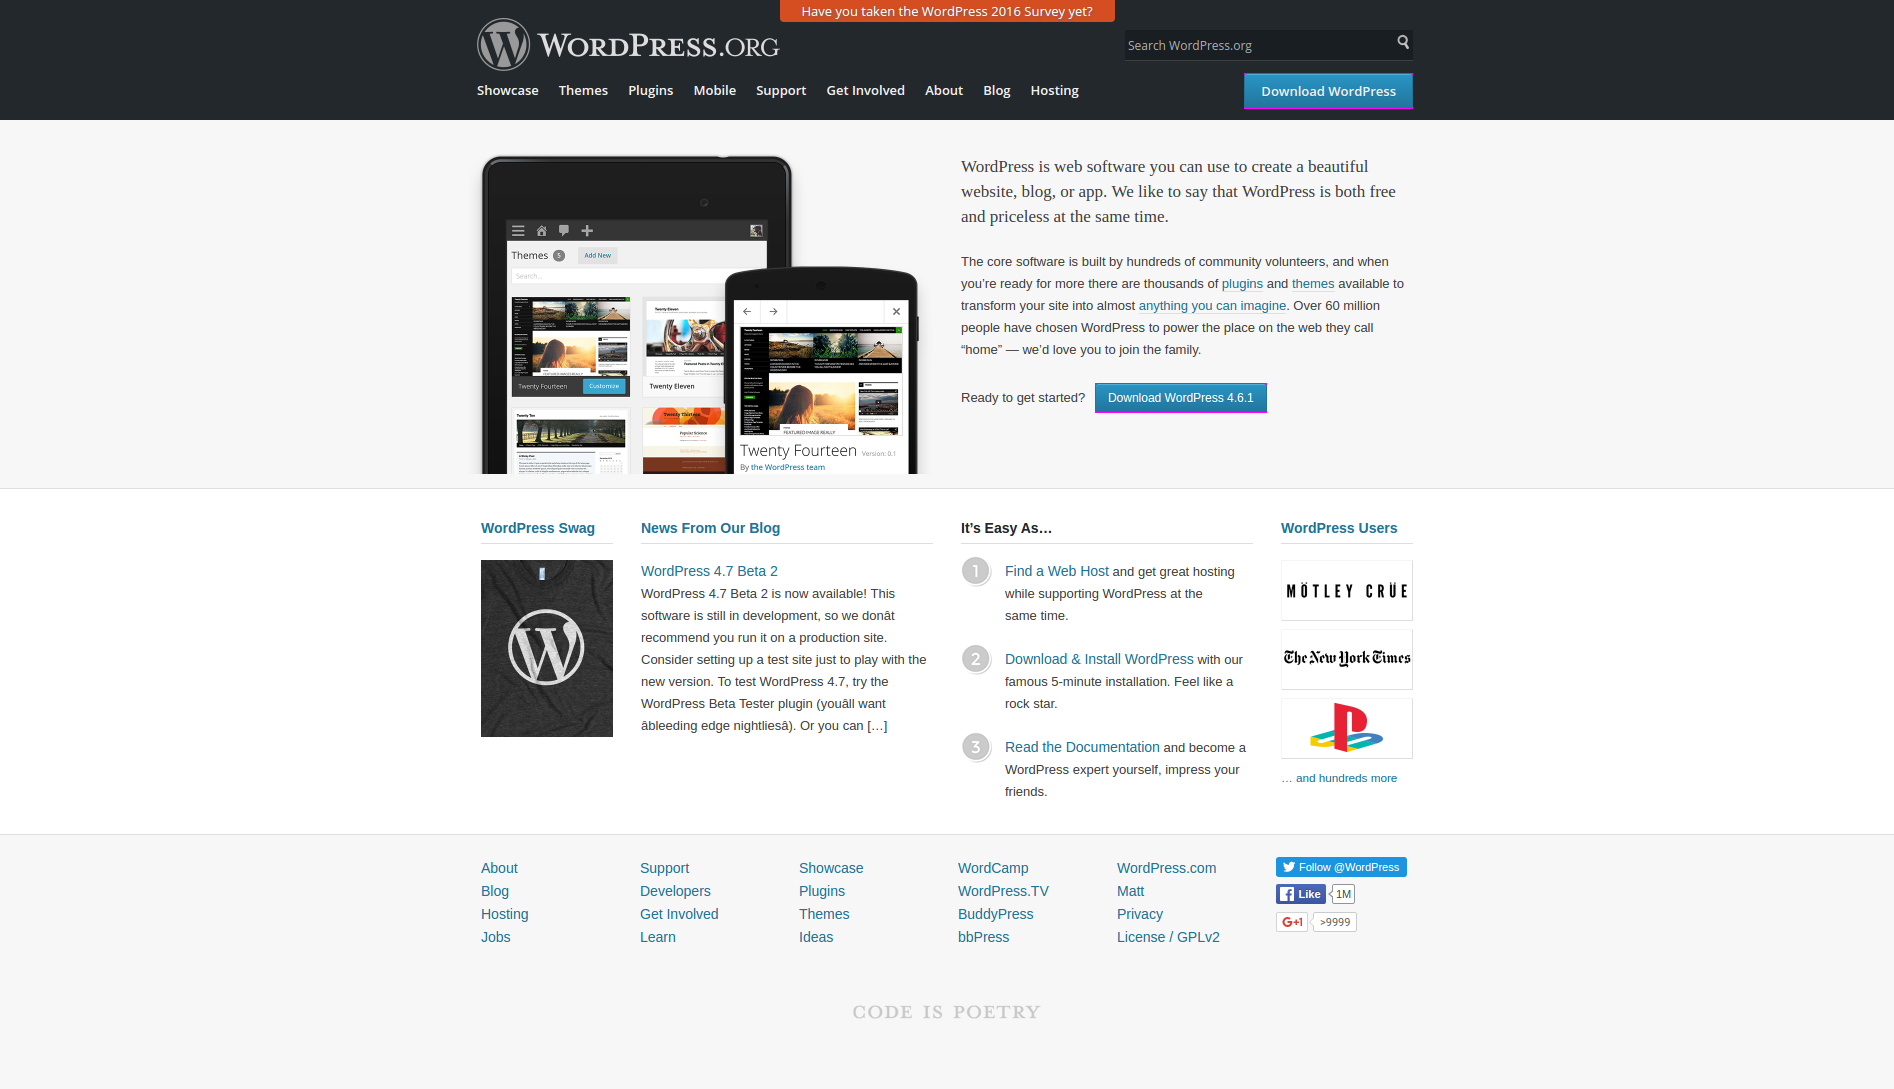 Have you taken the WordPress 2016 Survey yet?
WORDPRESS.ORG
Search WordPress.org
Showcase Themes Plugins Mobile Support Get Involved About Blog Hosting
Download WordPress
Themes 5 Add New
Search...
Twenty Fourteen Customize
Twenty Eleven
Twenty Ten
Twenty Thirteen
Popular Science
FEATURED IMAGE REALLY
Twenty Fourteen Version: 0.1
By the WordPress team
WordPress is web software you can use to create a beautiful
website, blog, or app. We like to say that WordPress is both free
and priceless at the same time.
The core software is built by hundreds of community volunteers, and when
you’re ready for more there are thousands of plugins and themes available to
transform your site into almost anything you can imagine. Over 60 million
people have chosen WordPress to power the place on the web they call
“home” — we’d love you to join the family.
Ready to get started? Download WordPress 4.6.1
WordPress Swag
News From Our Blog
WordPress 4.7 Beta 2
WordPress 4.7 Beta 2 is now available! This
software is still in development, so we donât
recommend you run it on a production site.
Consider setting up a test site just to play with the
new version. To test WordPress 4.7, try the
WordPress Beta Tester plugin (youâll want
âbleeding edge nightliesâ). Or you can […]
It’s Easy As…
1 Find a Web Host and get great hosting
while supporting WordPress at the
same time.
2 Download & Install WordPress with our
famous 5-minute installation. Feel like a
rock star.
3 Read the Documentation and become a
WordPress expert yourself, impress your
friends.
WordPress Users
MÖTLEY CRÜE
The New York Times
… and hundreds more
About
Blog
Hosting
Jobs
Support
Developers
Get Involved
Learn
Showcase
Plugins
Themes
Ideas
WordCamp
WordPress.TV
BuddyPress
bbPress
WordPress.com
Matt
Privacy
License / GPLv2
Follow @WordPress
Like 1M
G+1 >9999
CODE IS POETRY